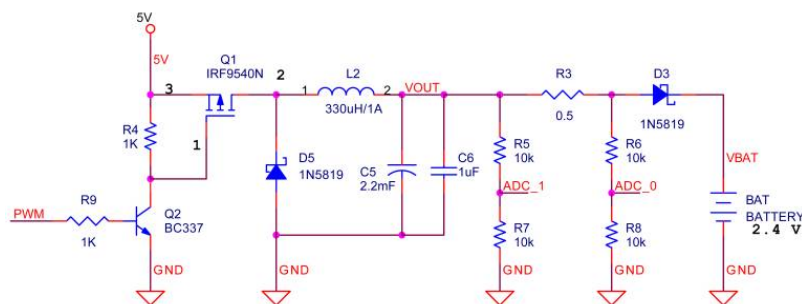 5V
5V
Q1
IRF9540N
3
2
1
R4
1K
L2
1
2
330uH/1A
VOUT
R3
0.5
D3
1N5819
D5
1N5819
C5
2.2mF
C6
1uF
R5
10k
R6
10k
ADC_1
ADC_0
R7
10k
R8
10k
VBAT
BAT
BATTERY
2.4 V
PWM
R9
1K
Q2
BC337
GND
GND
GND
GND
GND